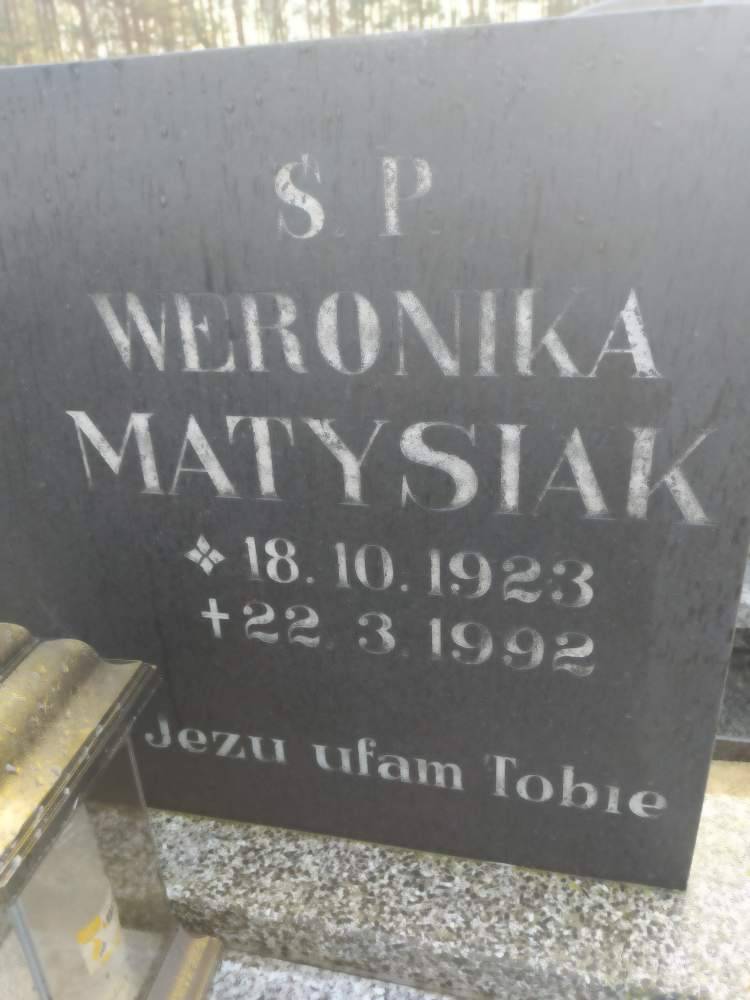 S. P.
WERONIKA
MATYSIAK
18. 10. 1923
22. 3. 1992
Jezu ufam Tobie